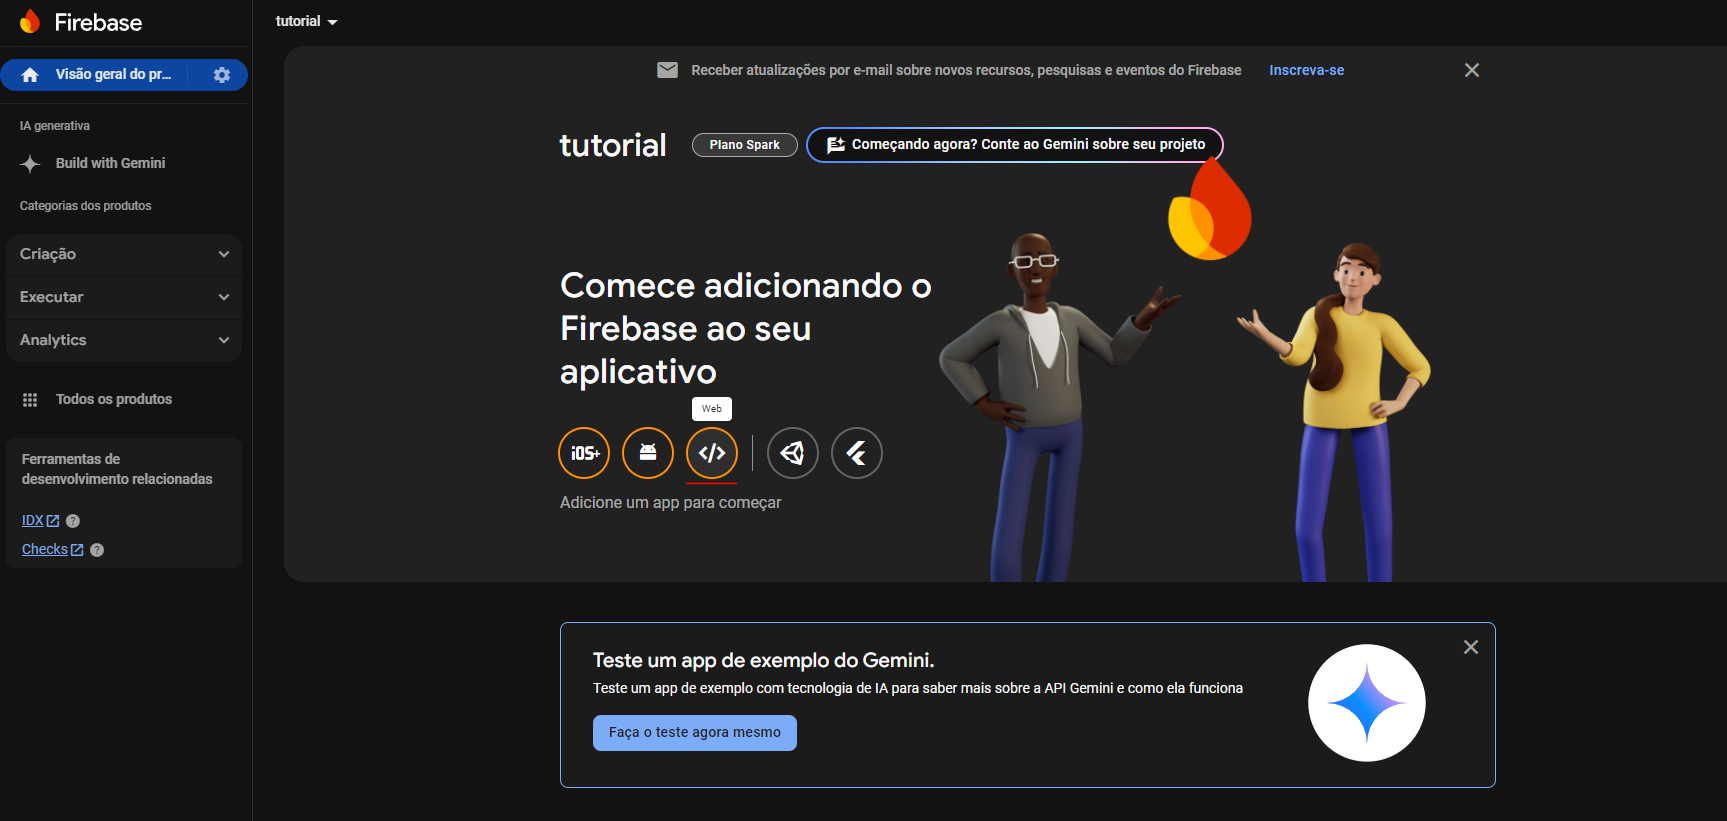 Firebase
tutorial
Visão geral do pr...
Receber atualizações por e-mail sobre novos recursos, pesquisas e eventos do Firebase
Inscreva-se
IA generativa
Build with Gemini
Categorias dos produtos
Criação
Executar
Analytics
Todos os produtos
Ferramentas de
desenvolvimento relacionadas
IDX ?
Checks ?
tutorial
Plano Spark
Começando agora? Conte ao Gemini sobre seu projeto
Comece adicionando o
Firebase ao seu
aplicativo
Web
iOS+
</>
Adicione um app para começar
Teste um app de exemplo do Gemini.
Teste um app de exemplo com tecnologia de IA para saber mais sobre a API Gemini e como ela funciona
Faça o teste agora mesmo